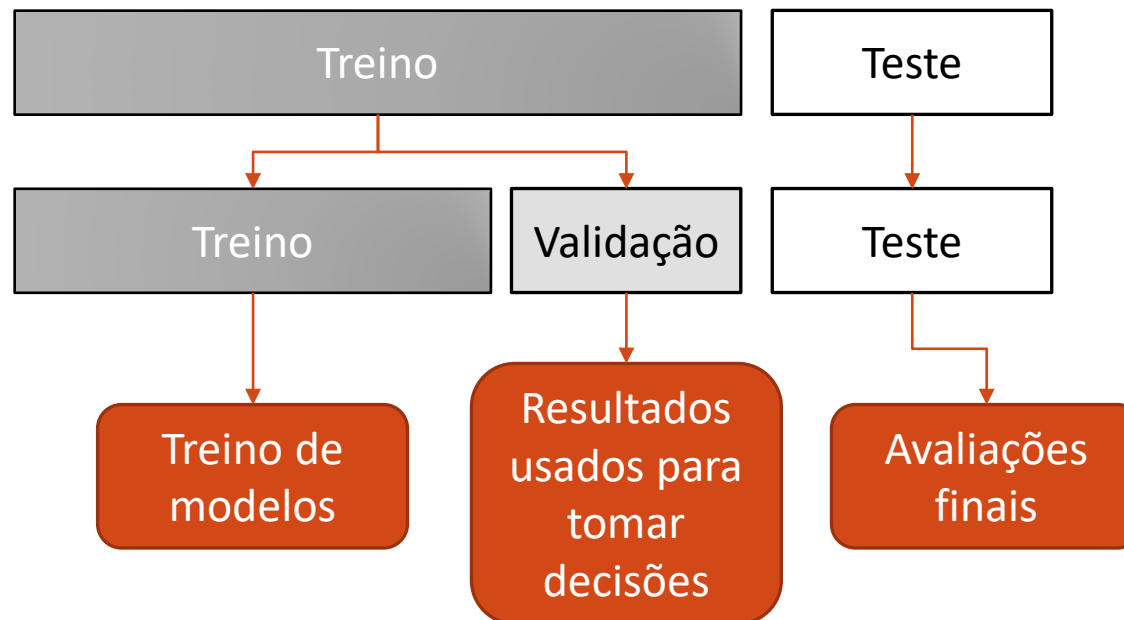 Treino
Teste
Treino
Validação
Teste
Treino de
modelos
Resultados
usados para
tomar
decisões
Avaliações
finais